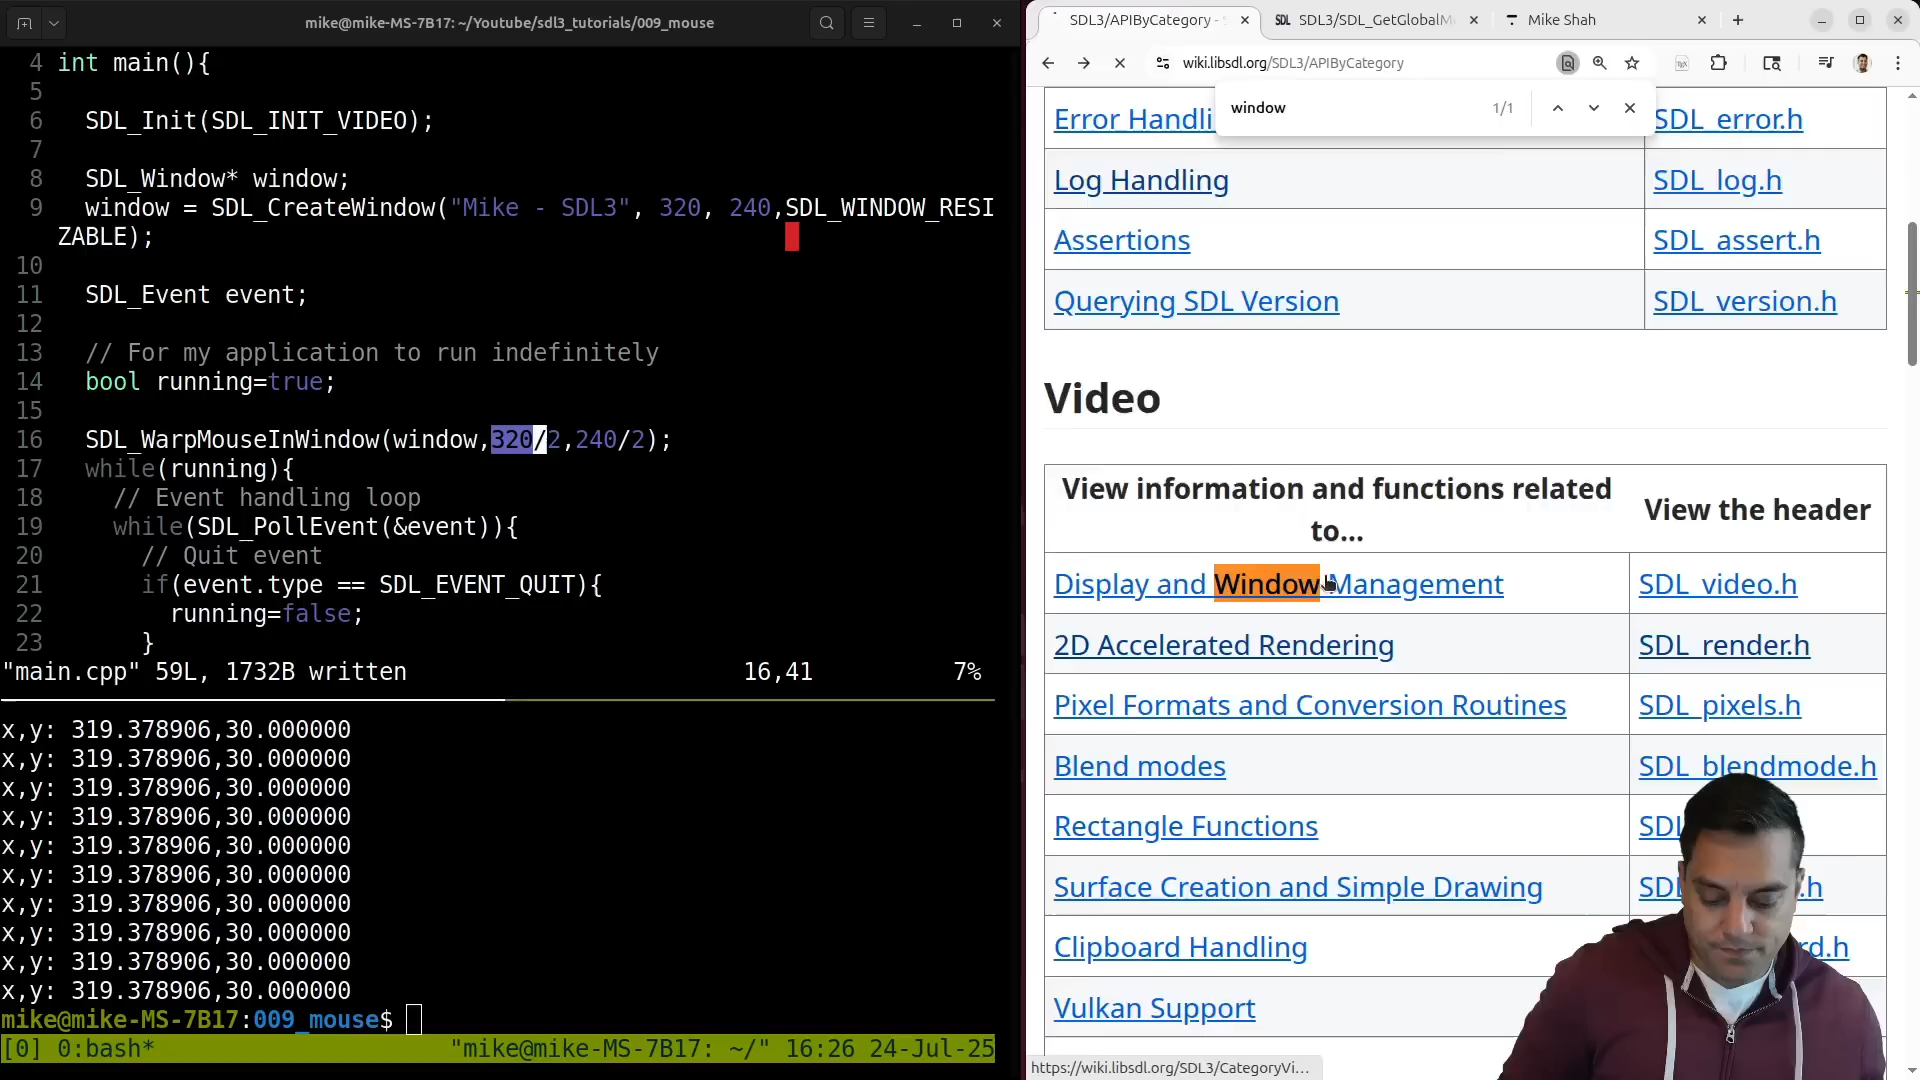 mike@mike-MS-7B17: ~/Youtube/sdl3_tutorials/009_mouse
4 int main(){
5
6 SDL_Init(SDL_INIT_VIDEO);
7
8 SDL_Window* window;
9 window = SDL_CreateWindow("Mike - SDL3", 320, 240,SDL_WINDOW_RESI
ZABLE);
10
11 SDL_Event event;
12
13 // For my application to run indefinitely
14 bool running=true;
15
16 SDL_WarpMouseInWindow(window,320/2,240/2);
17 while(running){
18 // Event handling loop
19 while(SDL_PollEvent(&event)){
20 // Quit event
21 if(event.type == SDL_EVENT_QUIT){
22 running=false;
23 }
"main.cpp" 59L, 1732B written 16,41 7%
x,y: 319.378906,30.000000
x,y: 319.378906,30.000000
x,y: 319.378906,30.000000
x,y: 319.378906,30.000000
x,y: 319.378906,30.000000
x,y: 319.378906,30.000000
x,y: 319.378906,30.000000
x,y: 319.378906,30.000000
x,y: 319.378906,30.000000
x,y: 319.378906,30.000000
mike@mike-MS-7B17:009_mouse$
[0] 0:bash* "mike@mike-MS-7B17: ~/" 16:26 24-Jul-25
SDL3/APIByCategory - SDL3/SDL_GetGlobalM Mike Shah
wiki.libsdl.org/SDL3/APIByCategory
window 1/1
Error Handli SDL_error.h
Log Handling SDL_log.h
Assertions SDL_assert.h
Querying SDL Version SDL_version.h
Video
View information and functions related to... View the header
Display and Window Management SDL_video.h
2D Accelerated Rendering SDL_render.h
Pixel Formats and Conversion Routines SDL_pixels.h
Blend modes SDL_blendmode.h
Rectangle Functions SDL
Surface Creation and Simple Drawing SDL .h
Clipboard Handling rd.h
Vulkan Support
https://wiki.libsdl.org/SDL3/CategoryVi...